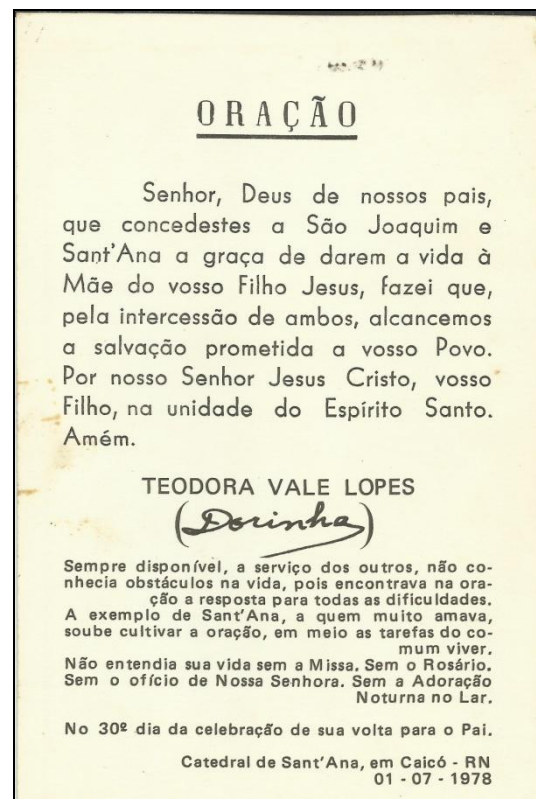 ORAÇÃO
Senhor, Deus de nossos pais,
que concedestes a São Joaquim e
Sant'Ana a graça de darem a vida à
Mãe do vosso Filho Jesus, fazei que,
pela intercessão de ambos, alcancemos
a salvação prometida a vosso Povo.
Por nosso Senhor Jesus Cristo, vosso
Filho, na unidade do Espírito Santo.
Amém.
TEODORA VALE LOPES
(Dorinha)
Sempre disponível, a serviço dos outros, não co-
nhecia obstáculos na vida, pois encontrava na ora-
ção a resposta para todas as dificuldades.
A exemplo de Sant'Ana, a quem muito amava,
soube cultivar a oração, em meio as tarefas do co-
mum viver.
Não entendia sua vida sem a Missa. Sem o Rosário.
Sem o ofício de Nossa Senhora. Sem a Adoração
Noturna no Lar.
No 30º dia da celebração de sua volta para o Pai.
Catedral de Sant'Ana, em Caicó - RN
01 - 07 - 1978